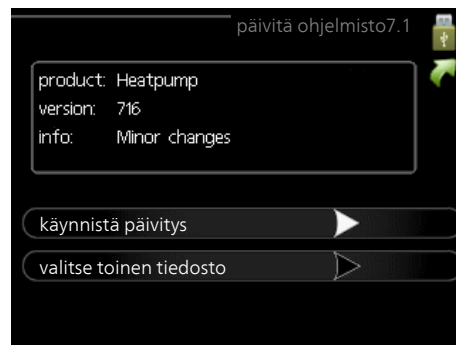 päivitä ohjelmisto7.1
product: Heatpump
version: 716
info: Minor changes
käynnistä päivitys
valitse toinen tiedosto